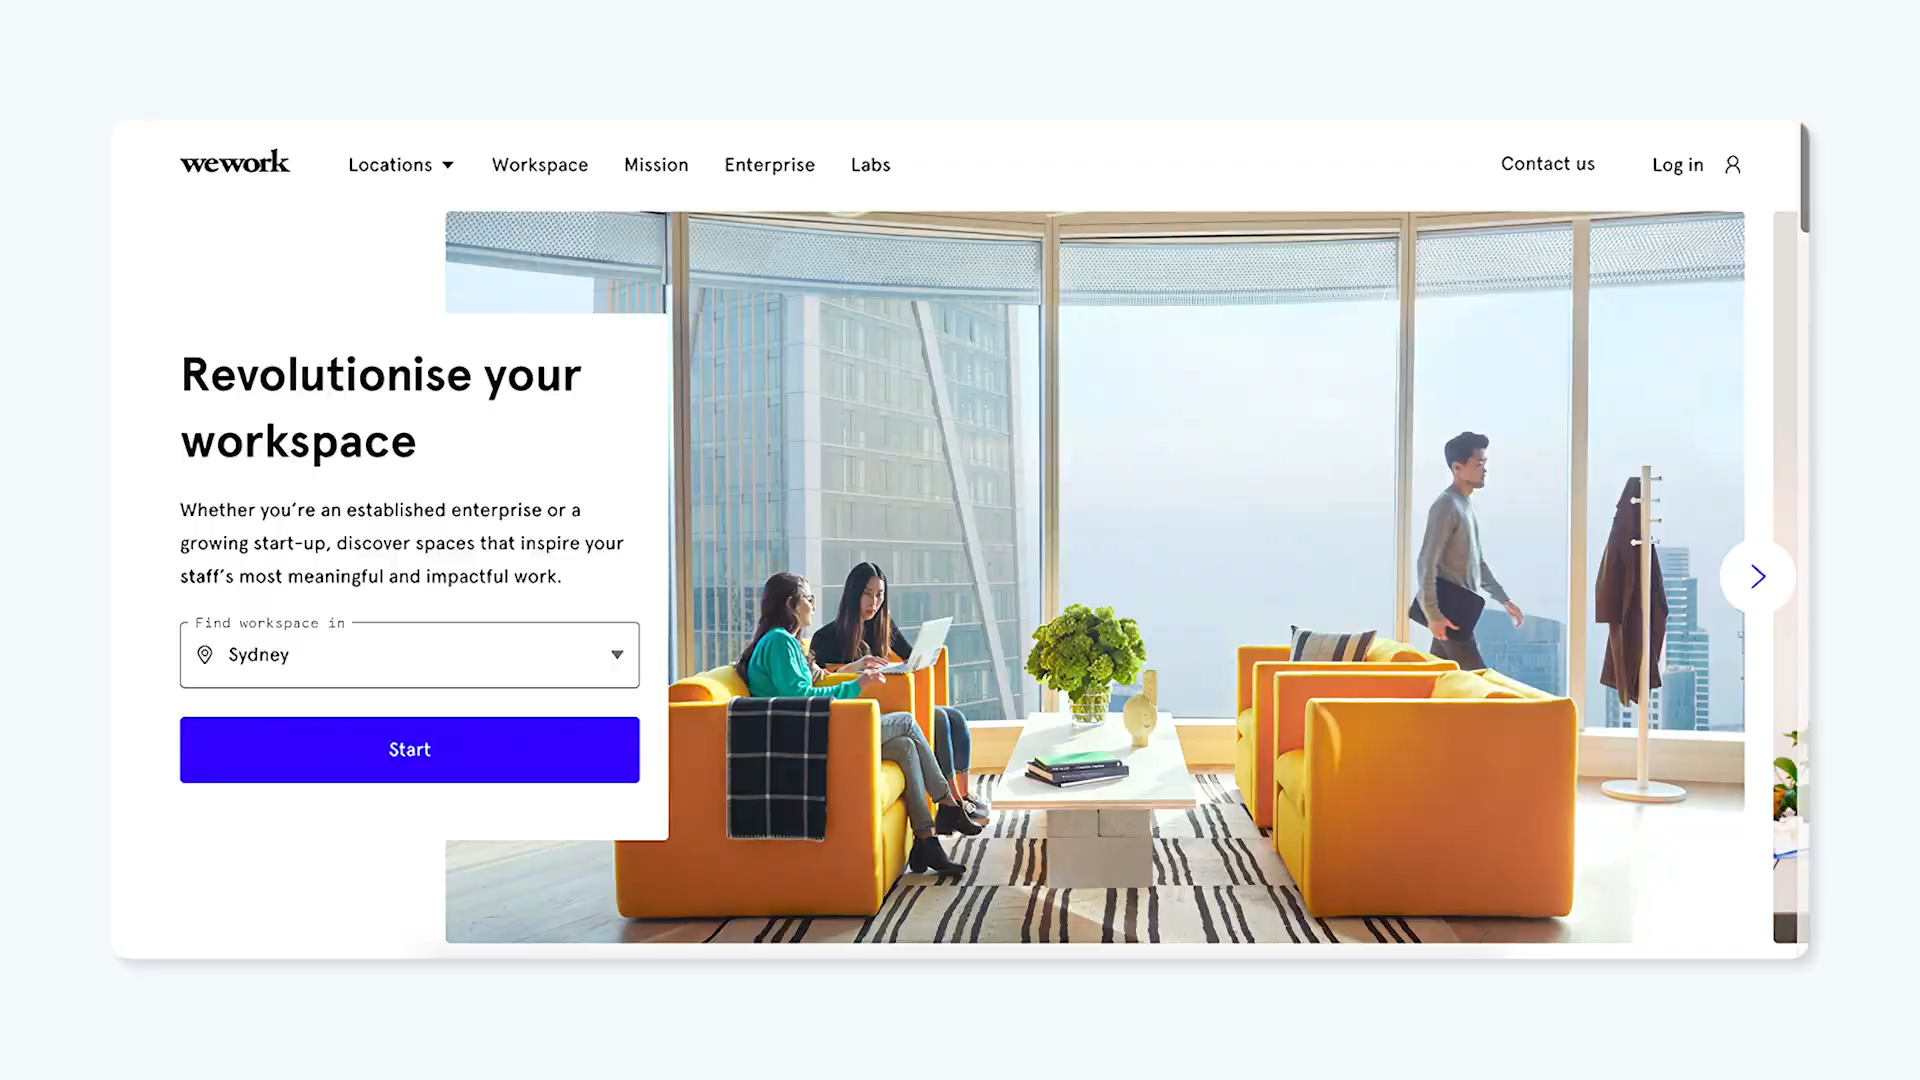 wework
Locations
Workspace
Mission
Enterprise
Labs
Contact us
Log in
Revolutionise your
workspace
Whether you’re an established enterprise or a
growing start-up, discover spaces that inspire your
staff’s most meaningful and impactful work.
Find workspace in
Sydney
Start